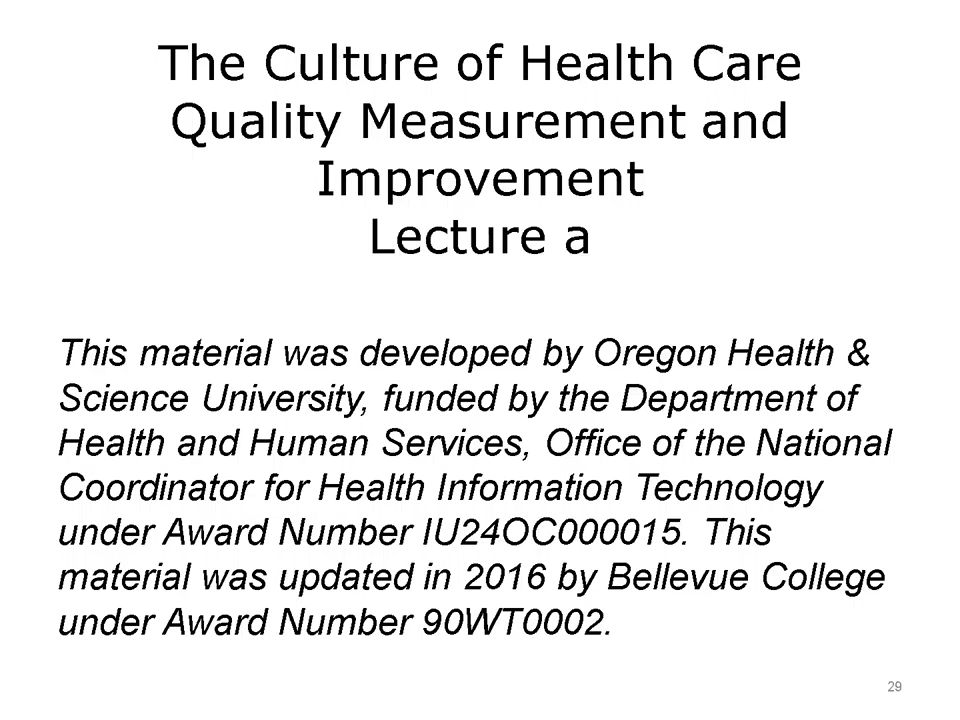 The Culture of Health Care
Quality Measurement and
Improvement
Lecture a
This material was developed by Oregon Health &
Science University, funded by the Department of
Health and Human Services, Office of the National
Coordinator for Health Information Technology
under Award Number IU24OC000015. This
material was updated in 2016 by Bellevue College
under Award Number 90WT0002.
29